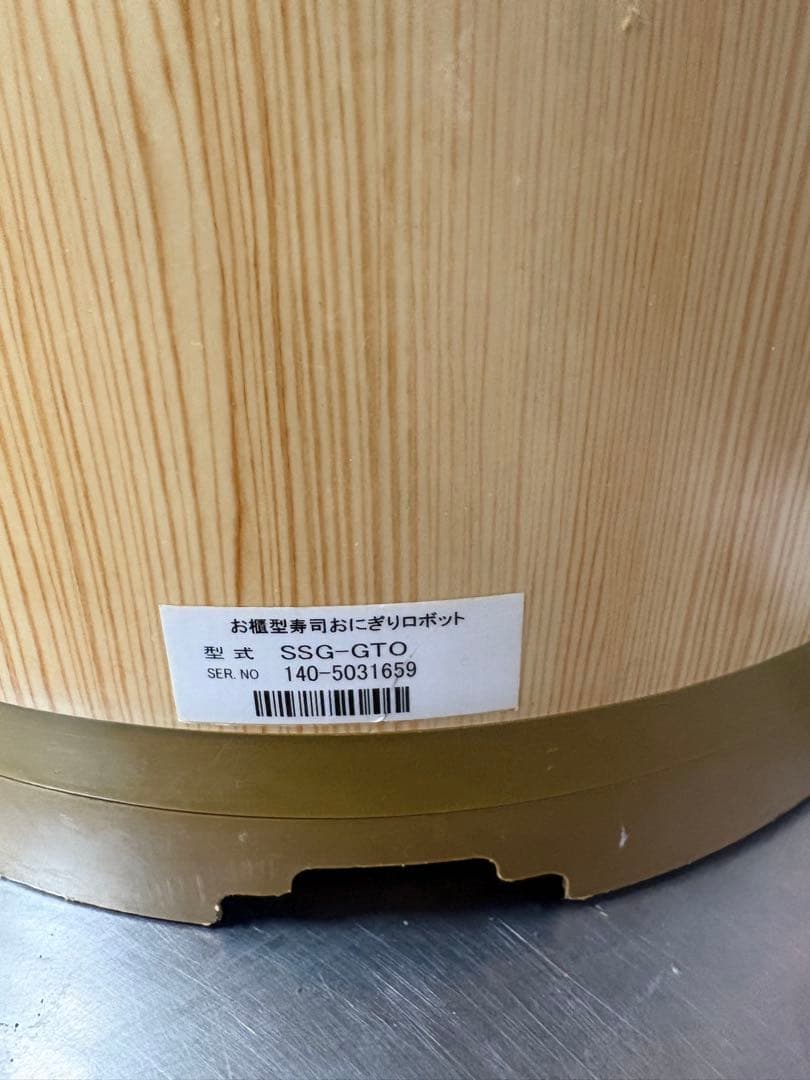 お櫃型寿司おにぎりロボット
型式 SSG-GTO
SER.NO 140-5031659